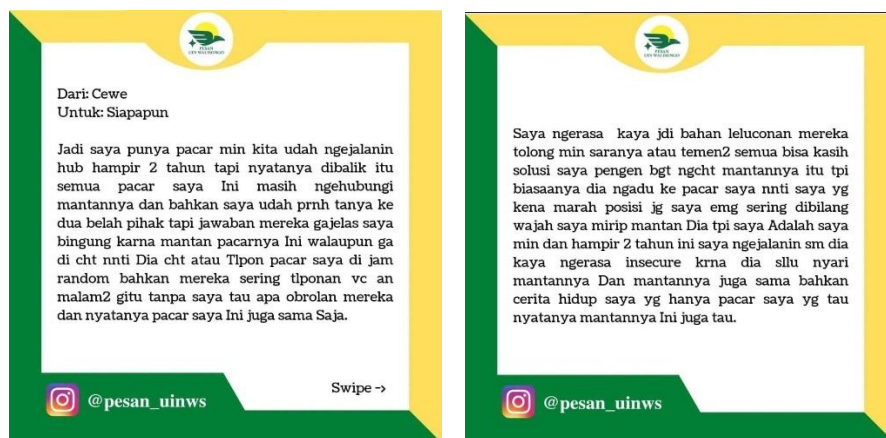 PESAN
UIN WALISONGO
Dari: Cewe
Untuk: Siapapun
Jadi saya punya pacar min kita udah ngejalanin
hub hampir 2 tahun tapi nyatanya dibalik itu
semua pacar saya Ini masih ngehubungi
mantannya dan bahkan saya udah prnh tanya ke
dua belah pihak tapi jawaban mereka gajelas saya
bingung karna mantan pacarnya Ini walaupun ga
di cht nnti Dia cht atau Tlpon pacar saya di jam
random bahkan mereka sering tlponan vc an
malam2 gitu tanpa saya tau apa obrolan mereka
dan nyatanya pacar saya Ini juga sama Saja.
Swipe ->
@pesan_uinws
PESAN
UIN WALISONGO
Saya ngerasa kaya jdi bahan leluconan mereka
tolong min saranya atau temen2 semua bisa kasih
solusi saya pengen bgt ngcht mantannya itu tpi
biasaanya dia ngadu ke pacar saya nnti saya yg
kena marah posisi jg saya emg sering dibilang
wajah saya mirip mantan Dia tpi saya Adalah saya
min dan hampir 2 tahun ini saya ngejalanin sm dia
kaya ngerasa insecure krna dia sllu nyari
mantannya Dan mantannya juga sama bahkan
cerita hidup saya yg hanya pacar saya yg tau
nyatanya mantannya Ini juga tau.
@pesan_uinws